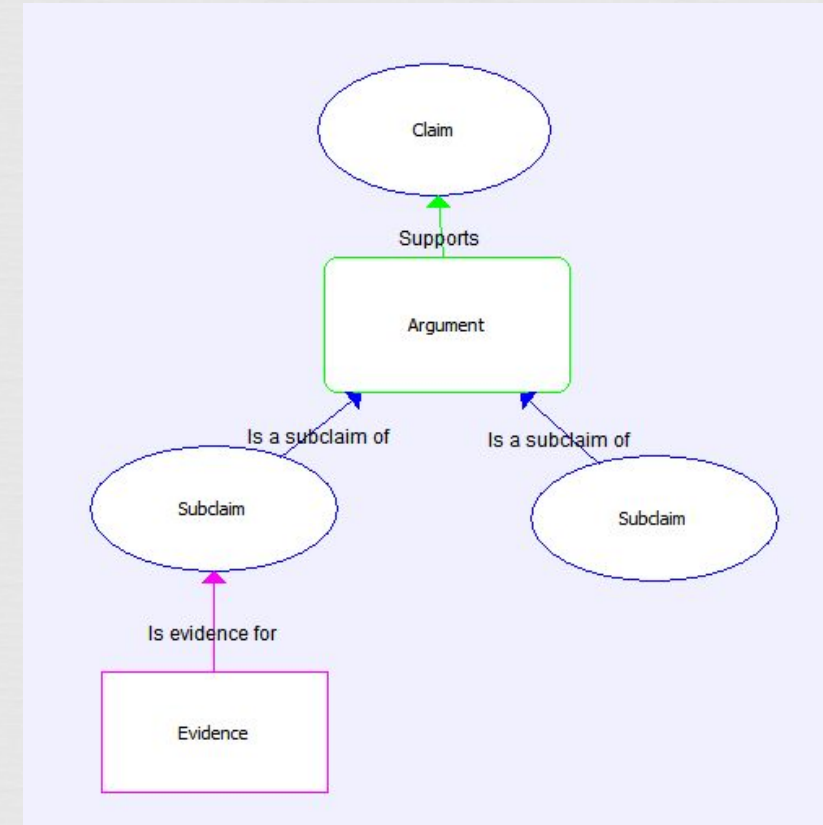 Claim
Supports
Argument
Is a subclaim of
Is a subclaim of
Subclaim
Subclaim
Is evidence for
Evidence